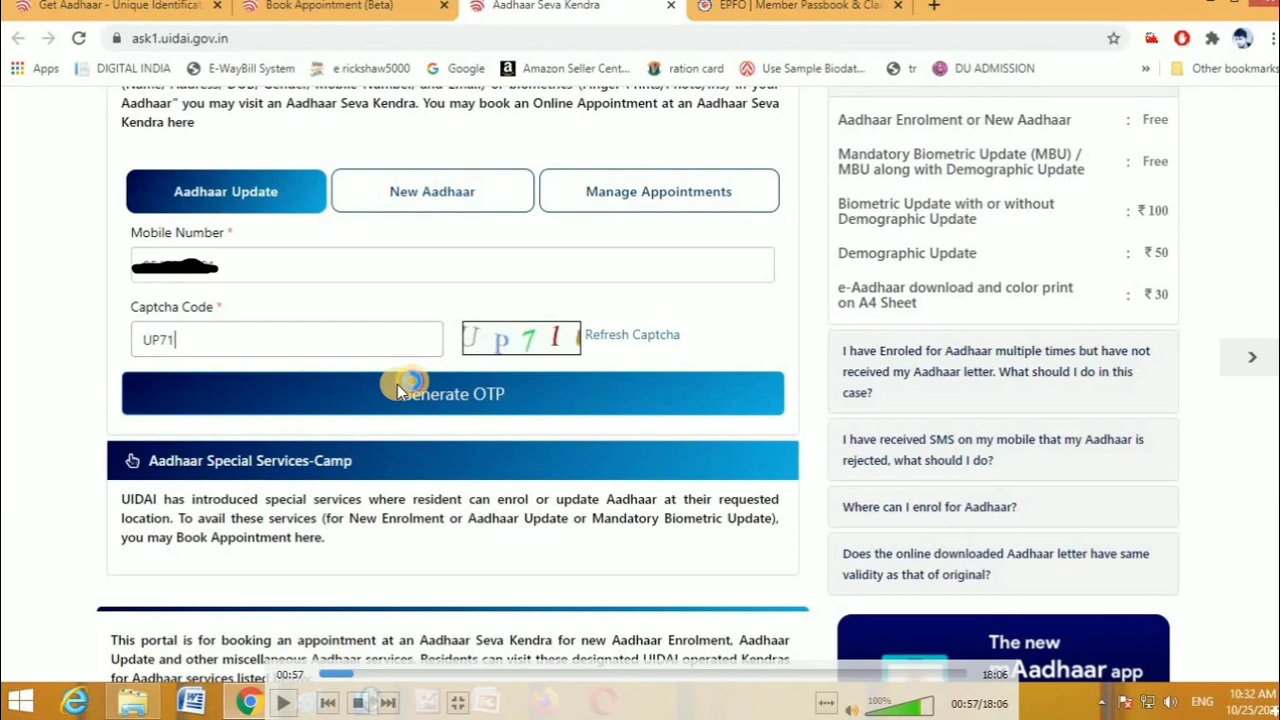 Get Aadhaar - Unique Identificat
Book Appointment (Beta)
Aadhaar Seva Kendra
EPFO | Member Passbook & Clai
ask1.uidai.gov.in
Apps
DIGITAL INDIA
E-WayBill System
e rickshaw5000
Google
Amazon Seller Cent...
ration card
Use Sample Biodat...
tr
DU ADMISSION
»
Other bookmarks
Aadhaar" you may visit an Aadhaar Seva Kendra. You may book an Online Appointment at an Aadhaar Seva
Kendra here
Aadhaar Update
New Aadhaar
Manage Appointments
Mobile Number *
Captcha Code *
UP71
U P 7 1
Refresh Captcha
Generate OTP
Aadhaar Special Services-Camp
UIDAI has introduced special services where resident can enrol or update Aadhaar at their requested
location. To avail these services (for New Enrolment or Aadhaar Update or Mandatory Biometric Update),
you may Book Appointment here.
This portal is for booking an appointment at an Aadhaar Seva Kendra for new Aadhaar Enrolment, Aadhaar
Update and other miscellaneous Aadhaar services. Residents can visit these designated UIDAI operated Kendras
for Aadhaar services listed
Aadhaar Enrolment or New Aadhaar : Free
Mandatory Biometric Update (MBU) /
MBU along with Demographic Update : Free
Biometric Update with or without
Demographic Update : ₹ 100
Demographic Update : ₹ 50
e-Aadhaar download and color print
on A4 Sheet : ₹ 30
I have Enroled for Aadhaar multiple times but have not
received my Aadhaar letter. What should I do in this
case?
I have received SMS on my mobile that my Aadhaar is
rejected, what should I do?
Where can I enrol for Aadhaar?
Does the online downloaded Aadhaar letter have same
validity as that of original?
The new
mAadhaar app
00:57
18:06
100%
00:57/18:06
ENG
10:32 AM
10/25/202